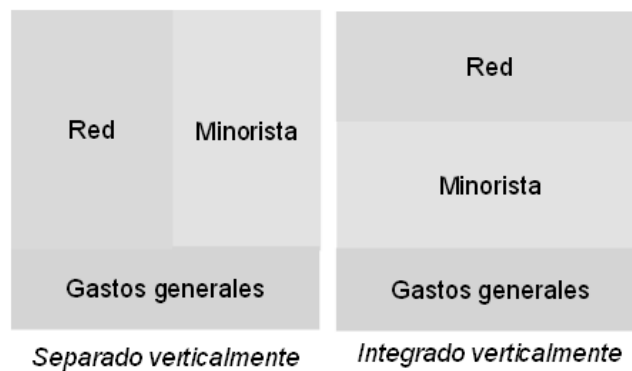 Red
Minorista
Gastos generales
Separado verticalmente
Red
Minorista
Gastos generales
Integrado verticalmente